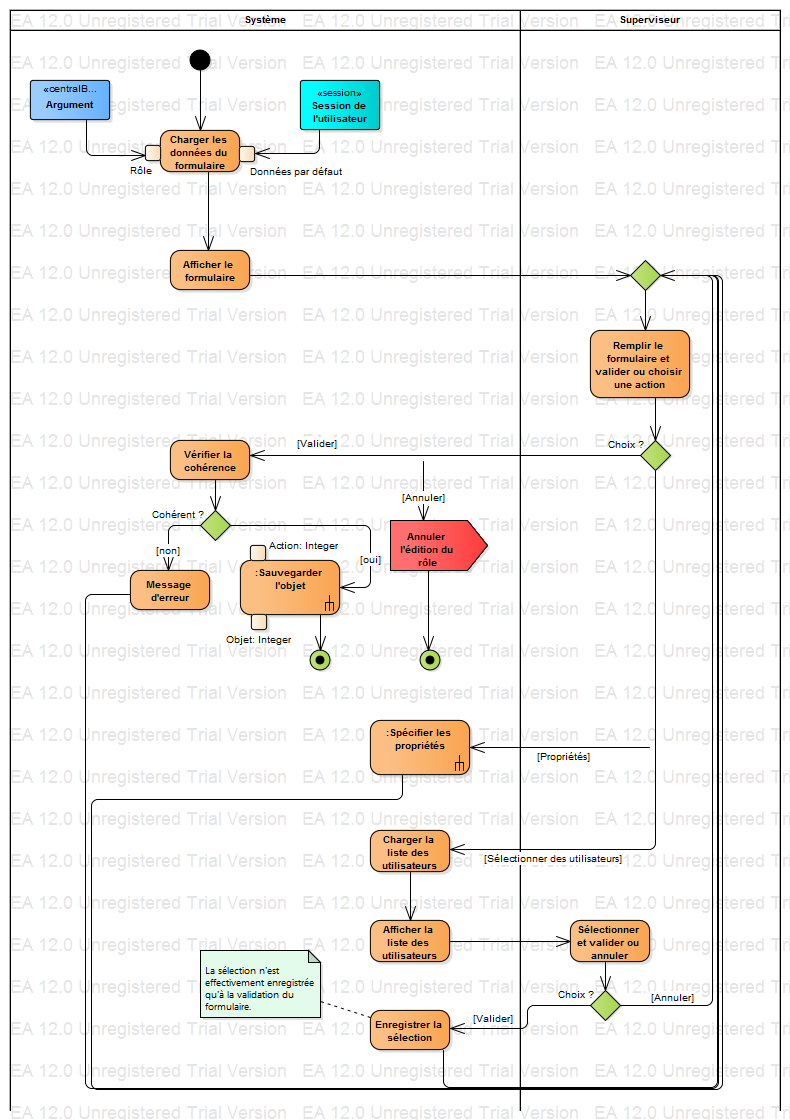 Système
Superviseur
EA 12.0 Unregistered Trial Version
«centralB...
Argument
«session»
Session de
l'utilisateur
Charger les
données du
formulaire
Rôle
Données par défaut
Afficher le
formulaire
Remplir le
formulaire et
valider ou choisir
une action
Choix ?
[Valider]
Vérifier la
cohérence
[Annuler]
Cohérent ?
Annuler
l'édition du
rôle
[non]
Action: Integer
[oui]
:Sauvegarder
l'objet
Message
d'erreur
Objet: Integer
:Spécifier les
propriétés
[Propriétés]
Charger la
liste des
utilisateurs
[Sélectionner des utilisateurs]
Afficher la
liste des
utilisateurs
Sélectionner
et valider ou
annuler
La sélection n'est
effectivement enregistrée
qu'à la validation du
formulaire.
Choix ?
[Annuler]
[Valider]
Enregistrer la
sélection